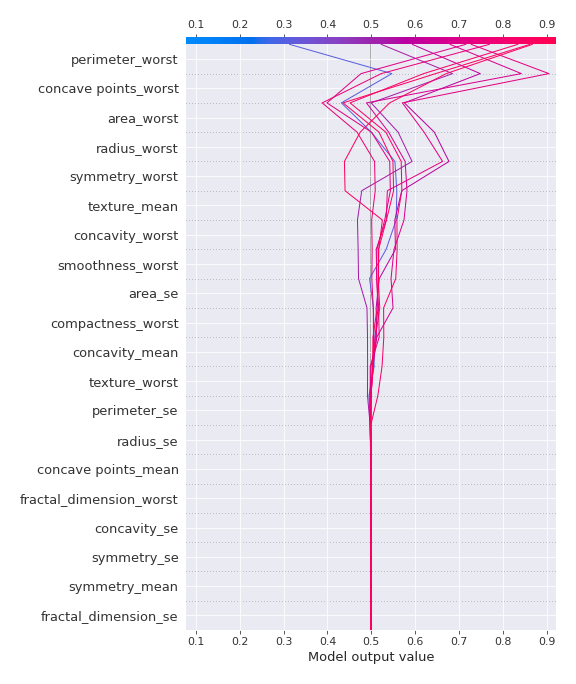 0.1 0.2 0.3 0.4 0.5 0.6 0.7 0.8 0.9
perimeter_worst
concave points_worst
area_worst
radius_worst
symmetry_worst
texture_mean
concavity_worst
smoothness_worst
area_se
compactness_worst
concavity_mean
texture_worst
perimeter_se
radius_se
concave points_mean
fractal_dimension_worst
concavity_se
symmetry_se
symmetry_mean
fractal_dimension_se
0.1 0.2 0.3 0.4 0.5 0.6 0.7 0.8 0.9
Model output value